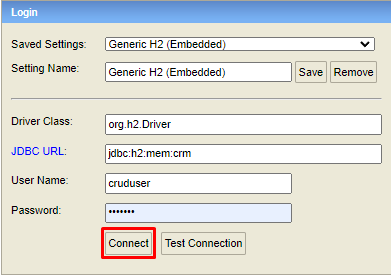 Login
Saved Settings: Generic H2 (Embedded)
Setting Name: Generic H2 (Embedded) Save Remove
Driver Class: org.h2.Driver
JDBC URL: jdbc:h2:mem:crm
User Name: cruduser
Password: •••••••
Connect Test Connection